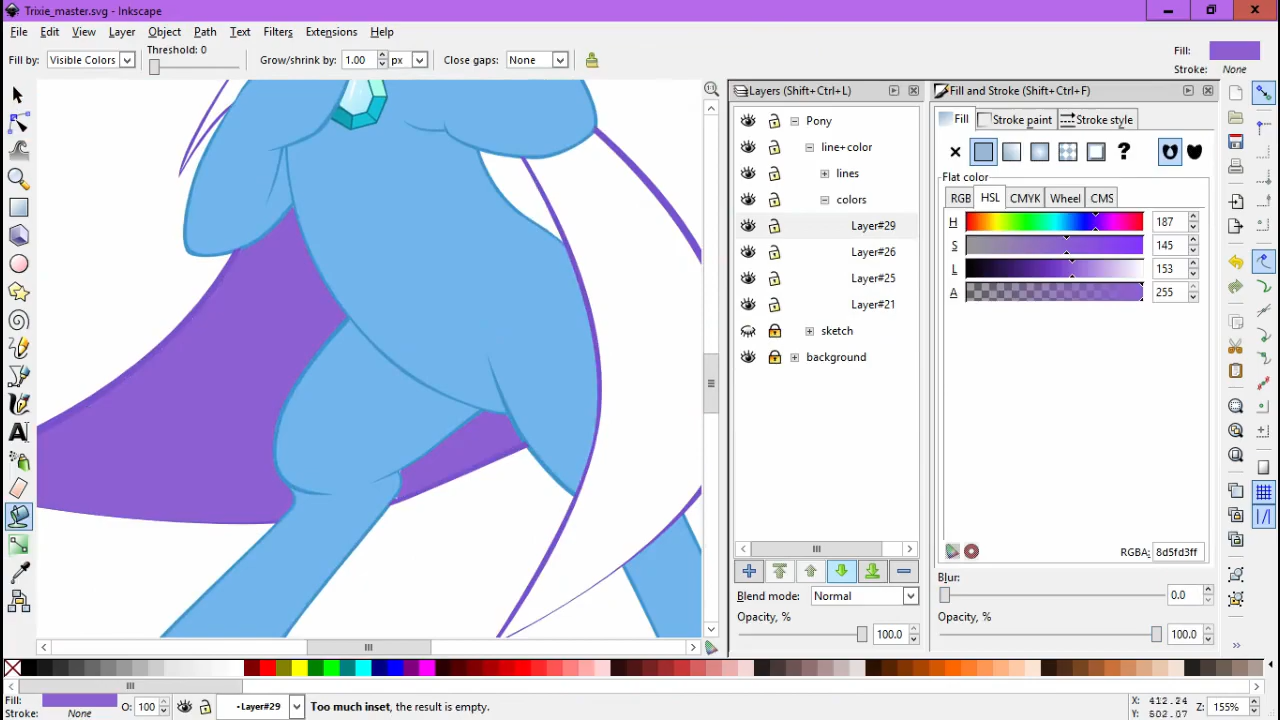 Trixie_master.svg - Inkscape
File Edit View Layer Object Path Text Filters Extensions Help
Fill by: Visible Colors Threshold: 0 Grow/shrink by: 1.00 px Close gaps: None Fill: Stroke: None
Layers (Shift+Ctrl+L) Fill and Stroke (Shift+Ctrl+F)
Pony Fill Stroke paint Stroke style
line+color ?
lines Flat color
colors RGB HSL CMYK Wheel CMS
Layer#29 H 187
Layer#26 S 145
Layer#25 L 153
Layer#21 A 255
sketch
background
RGBA: 8d5fd3ff
Blur:
Blend mode: Normal 0.0
Opacity, % 100.0 Opacity, % 100.0
Fill: Stroke: None O: 100 •Layer#29 Too much inset, the result is empty. X: 412.24 Y: 502.07 Z: 155%